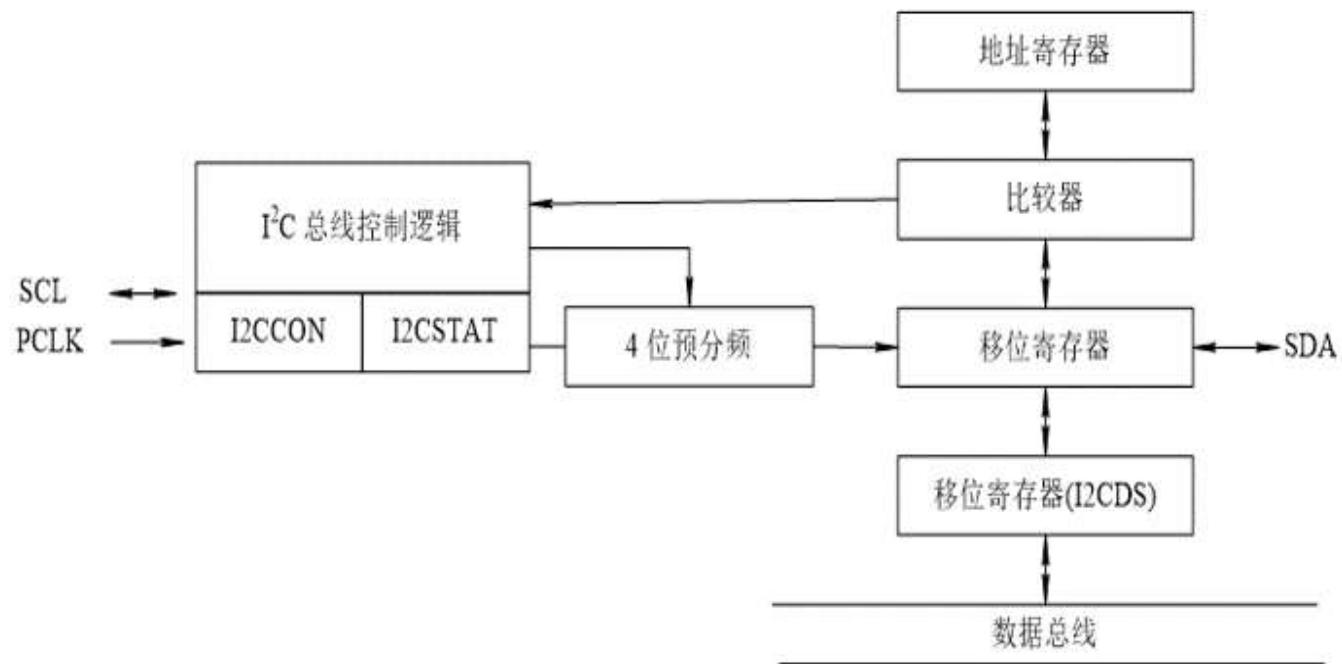 地址寄存器
比较器
I²C 总线控制逻辑
SCL
PCLK
I2CCON
I2CSTAT
4 位预分频
移位寄存器
SDA
移位寄存器(I2CDS)
数据总线